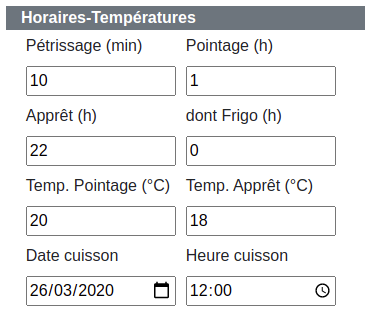 Horaires-Températures
Pétrissage (min) Pointage (h)
10 1
Apprêt (h) dont Frigo (h)
22 0
Temp. Pointage (°C) Temp. Apprêt (°C)
20 18
Date cuisson Heure cuisson
26/03/2020 12:00